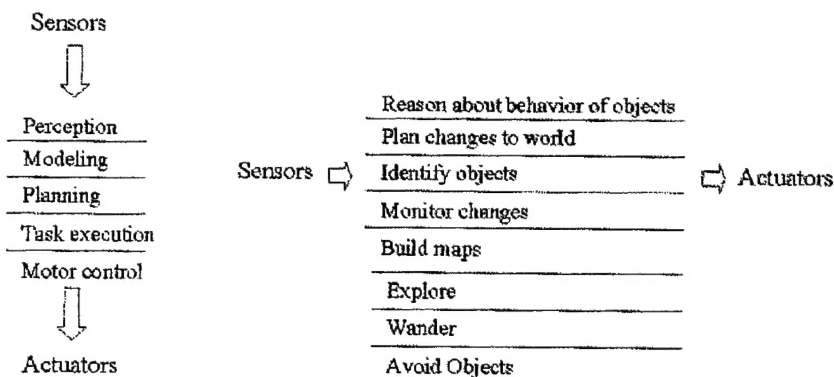 Sensors
Perception
Modeling
Planning
Task execution
Motor control
Actuators
Sensors
Reason about behavior of objects
Plan changes to world
Identify objects
Monitor changes
Build maps
Explore
Wander
Avoid Objects
Actuators